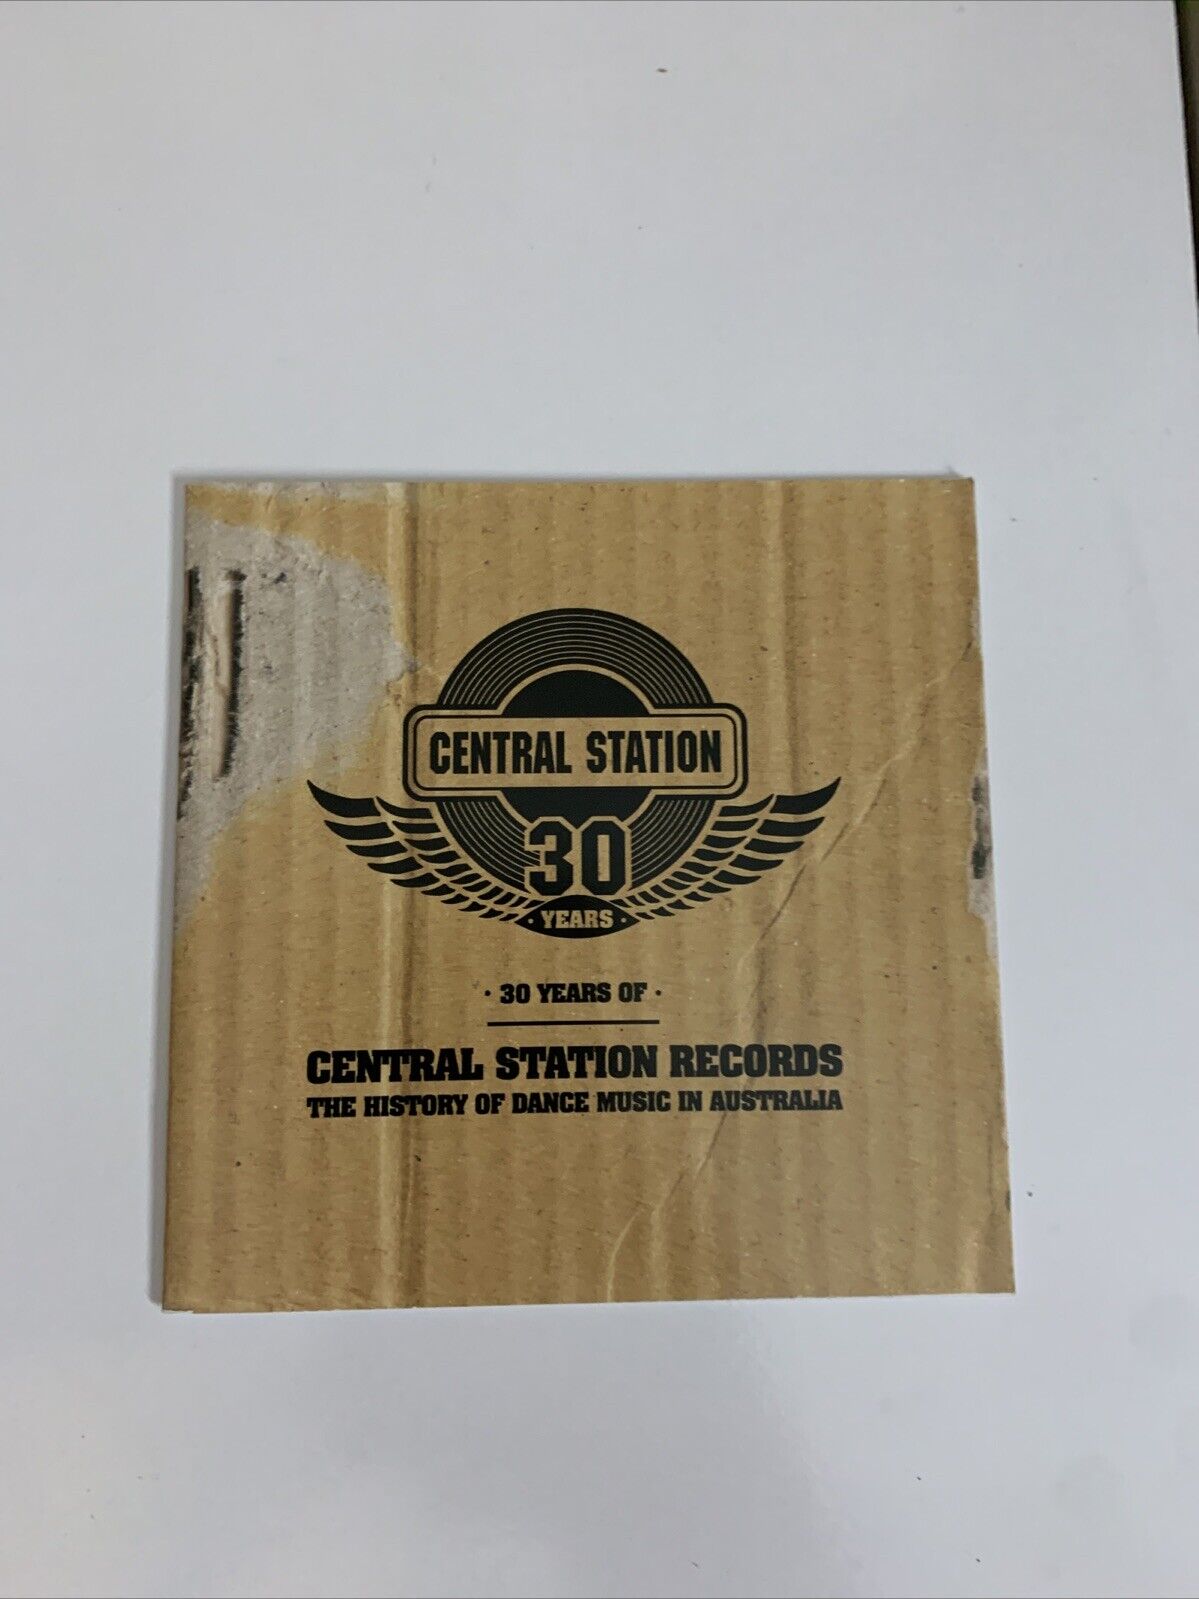 CENTRAL STATION
30
· YEARS ·
· 30 YEARS OF ·
CENTRAL STATION RECORDS
THE HISTORY OF DANCE MUSIC IN AUSTRALIA